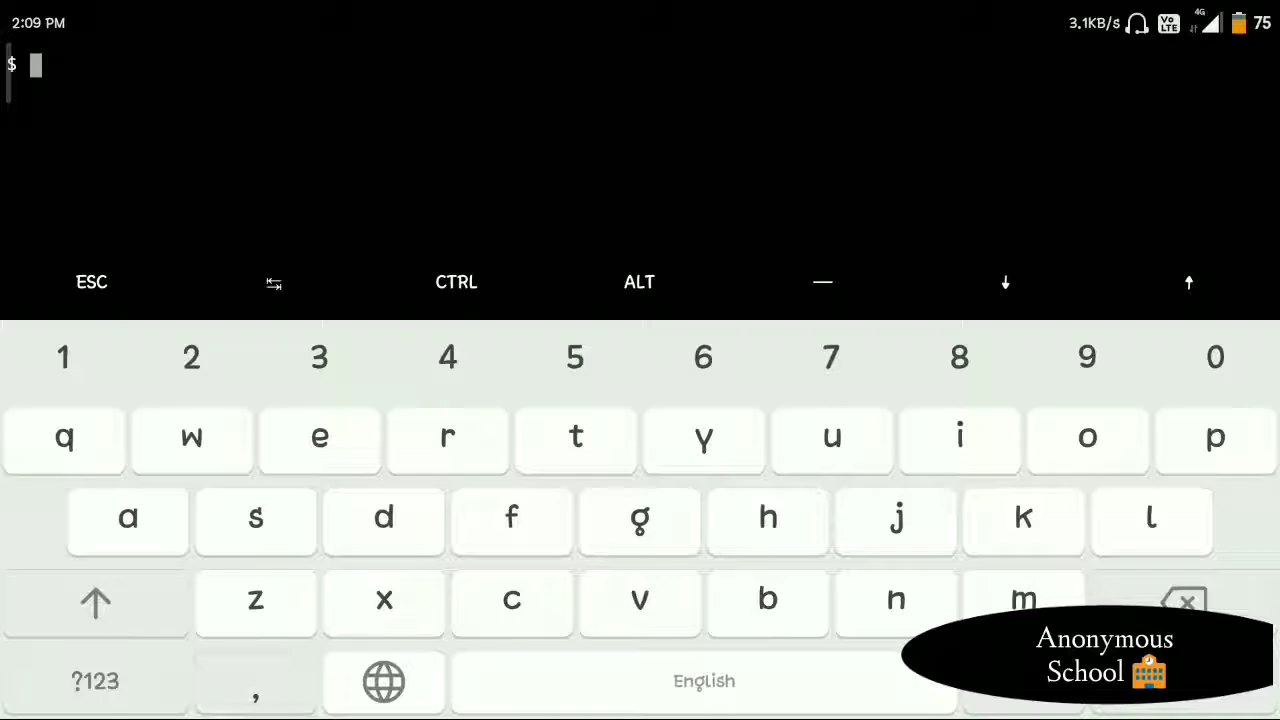 2:09 PM 3.1KB/s Vo LTE 4G 75
$
ESC CTRL ALT — ↓ ↑
1 2 3 4 5 6 7 8 9 0
q w e r t y u i o p
a s d f g h j k l
z x c v b n m
Anonymous
School
?123 , English